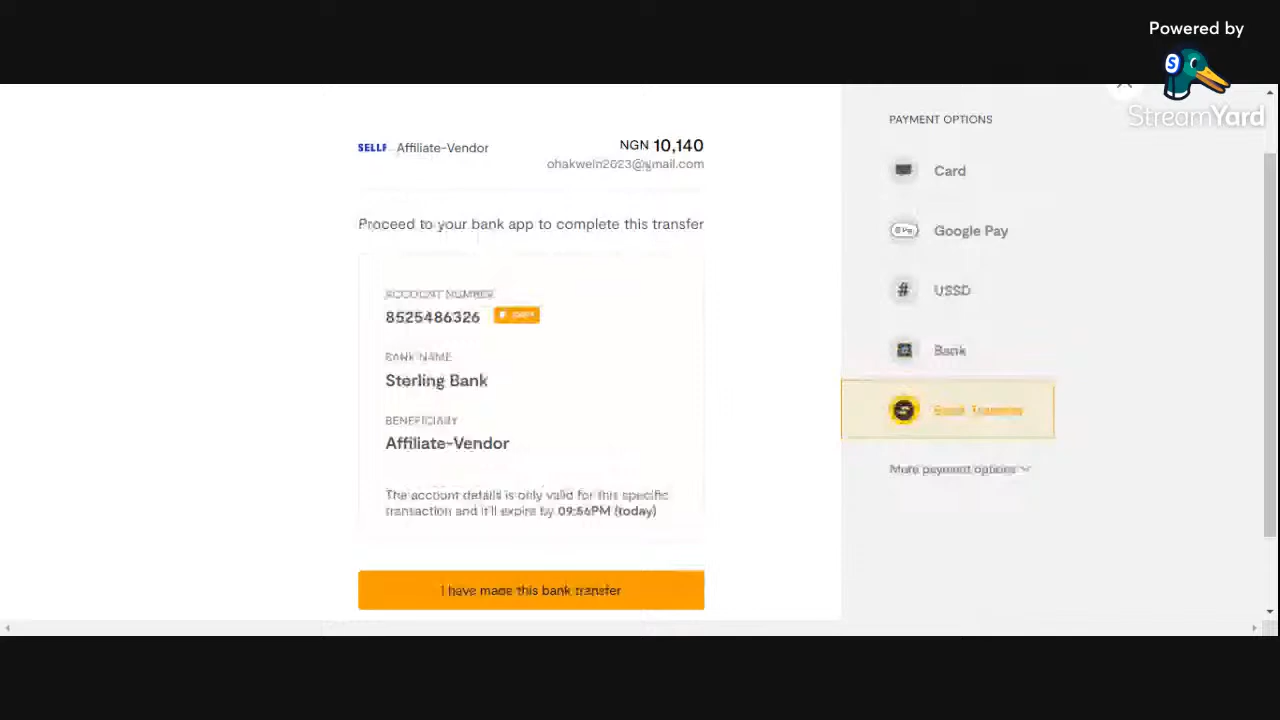 Powered by
StreamYard
SELLF Affiliate-Vendor
NGN 10,140
ohakwein2023@gmail.com
Proceed to your bank app to complete this transfer
ACCOUNT NUMBER
8525486326
BANK NAME
Sterling Bank
BENEFICIARY
Affiliate-Vendor
The account details is only valid for this specific
transaction and it'll expire by 09:56PM (today)
I have made this bank transfer
PAYMENT OPTIONS
Card
Google Pay
# USSD
Bank
Bank Transfer
More payment options